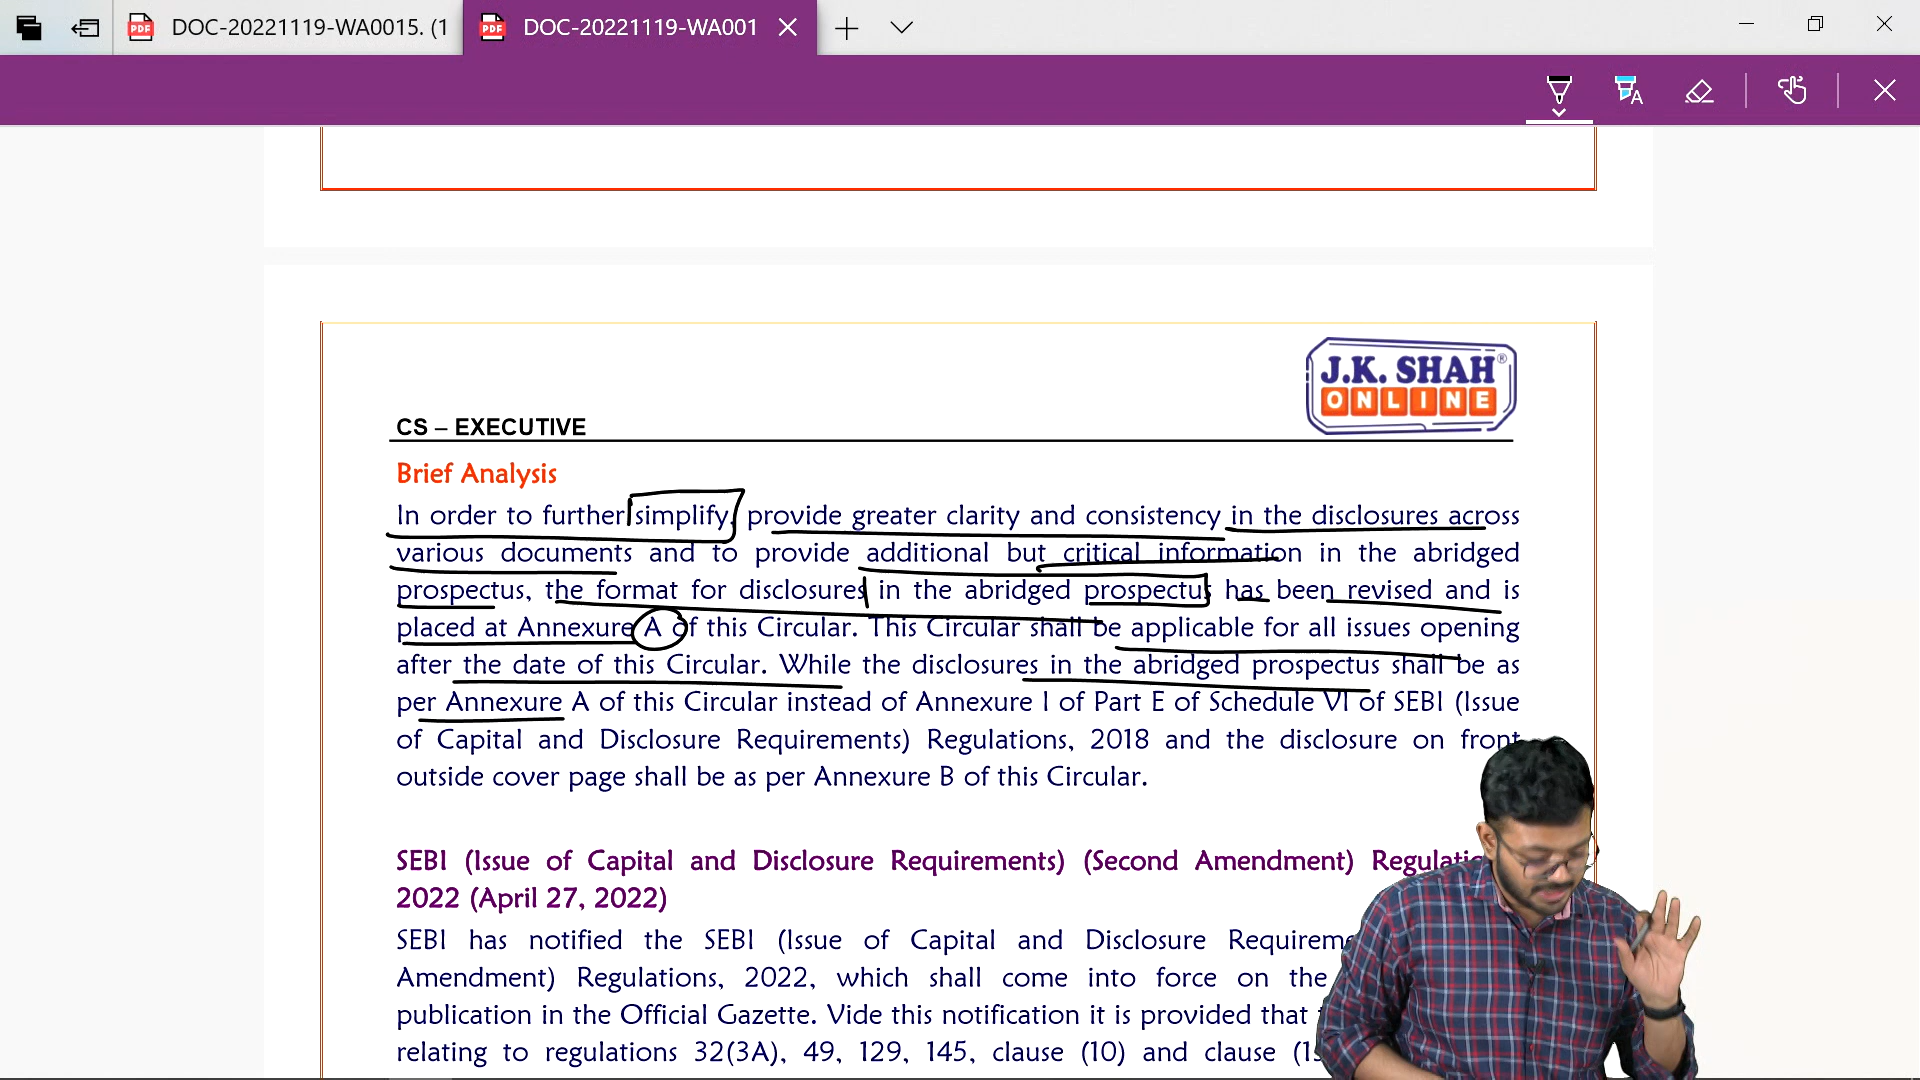 DOC-20221119-WA0015. (1
DOC-20221119-WA001
J.K. SHAH®
ONLINE
CS – EXECUTIVE
Brief Analysis
In order to further simplify, provide greater clarity and consistency in the disclosures across
various documents and to provide additional but critical information in the abridged
prospectus, the format for disclosures in the abridged prospectus has been revised and is
placed at Annexure A of this Circular. This Circular shall be applicable for all issues opening
after the date of this Circular. While the disclosures in the abridged prospectus shall be as
per Annexure A of this Circular instead of Annexure I of Part E of Schedule VI of SEBI (Issue
of Capital and Disclosure Requirements) Regulations, 2018 and the disclosure on front
outside cover page shall be as per Annexure B of this Circular.
SEBI (Issue of Capital and Disclosure Requirements) (Second Amendment)
2022 (April 27, 2022)
SEBI has notified the SEBI (Issue of Capital and Disclosure
Amendment) Regulations, 2022, which shall come into force on the
publication in the Official Gazette. Vide this notification it is provided that
relating to regulations 32(3A), 49, 129, 145, clause (10) and clause